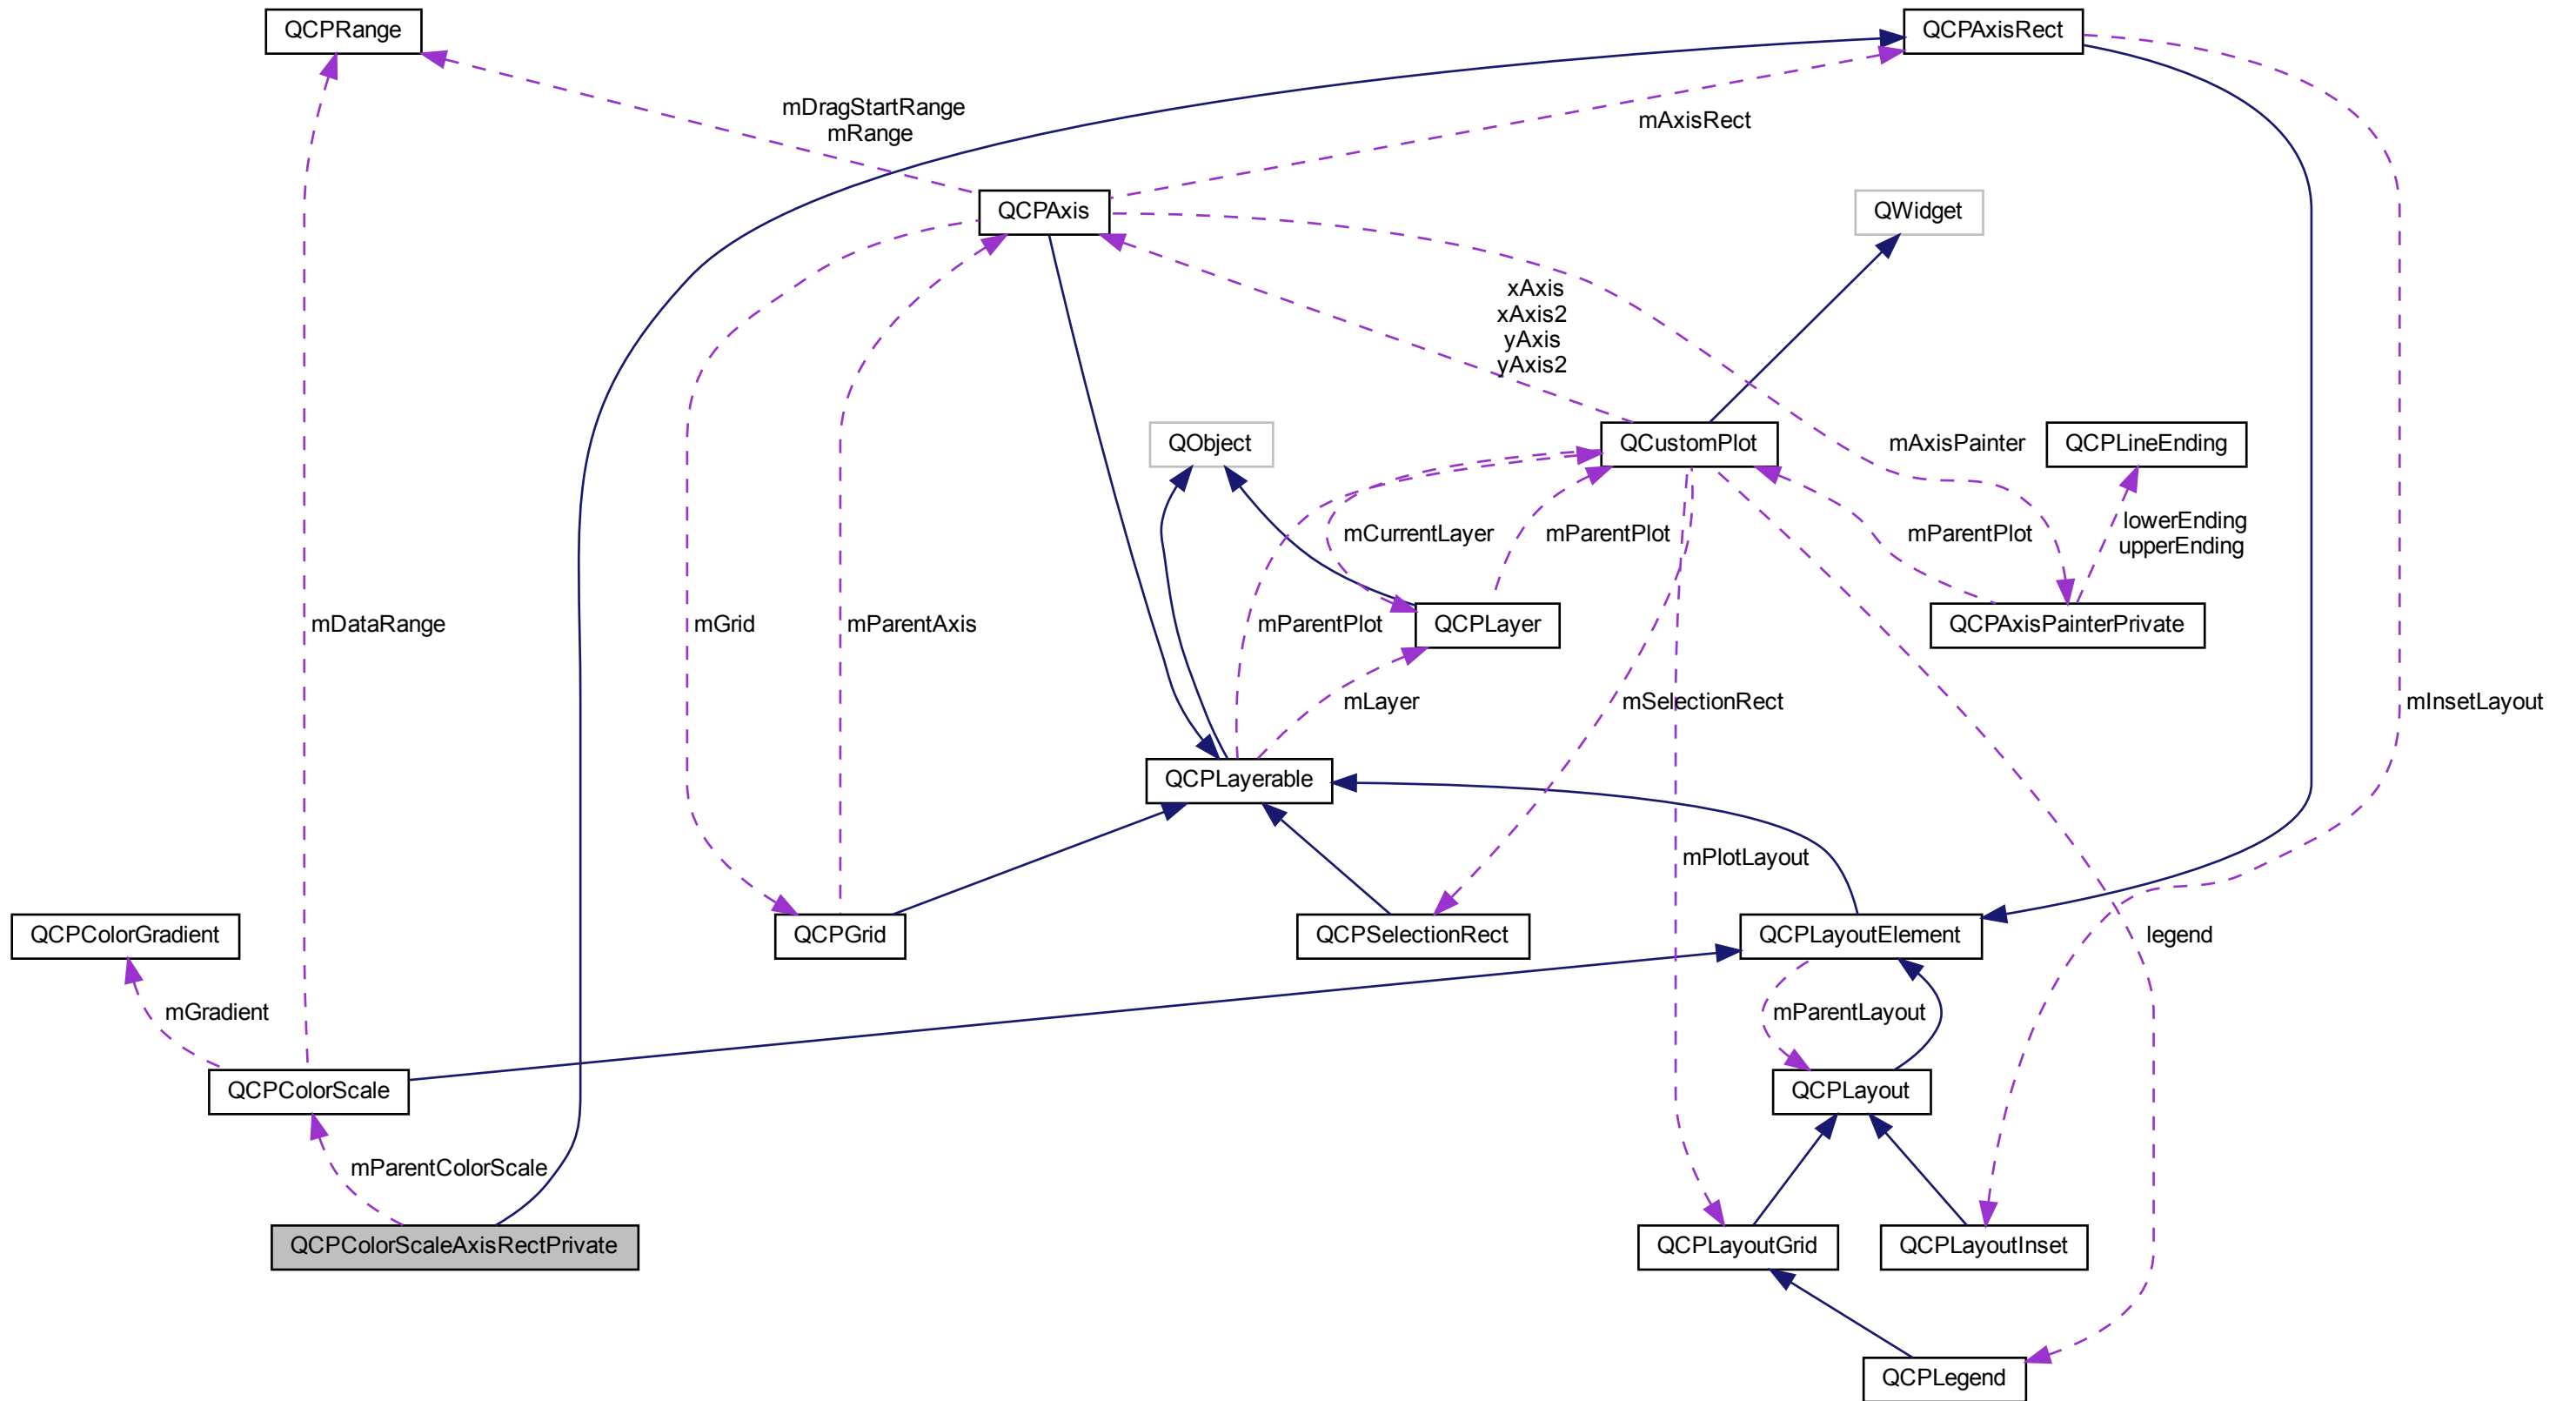 QCPRange
QCPAxisRect
mDragStartRange
mRange
mAxisRect
QCPAxis
QWidget
xAxis
xAxis2
yAxis
yAxis2
QObject
QCustomPlot
mAxisPainter
QCPLineEnding
mCurrentLayer
mParentPlot
mParentPlot
lowerEnding
upperEnding
mDataRange
mGrid
mParentAxis
mParentPlot
QCPLayer
QCPAxisPainterPrivate
mLayer
mSelectionRect
mInsetLayout
QCPLayerable
mPlotLayout
QCPColorGradient
QCPGrid
QCPSelectionRect
QCPLayoutElement
legend
mGradient
mParentLayout
QCPColorScale
QCPLayout
mParentColorScale
QCPColorScaleAxisRectPrivate
QCPLayoutGrid
QCPLayoutInset
QCPLegend